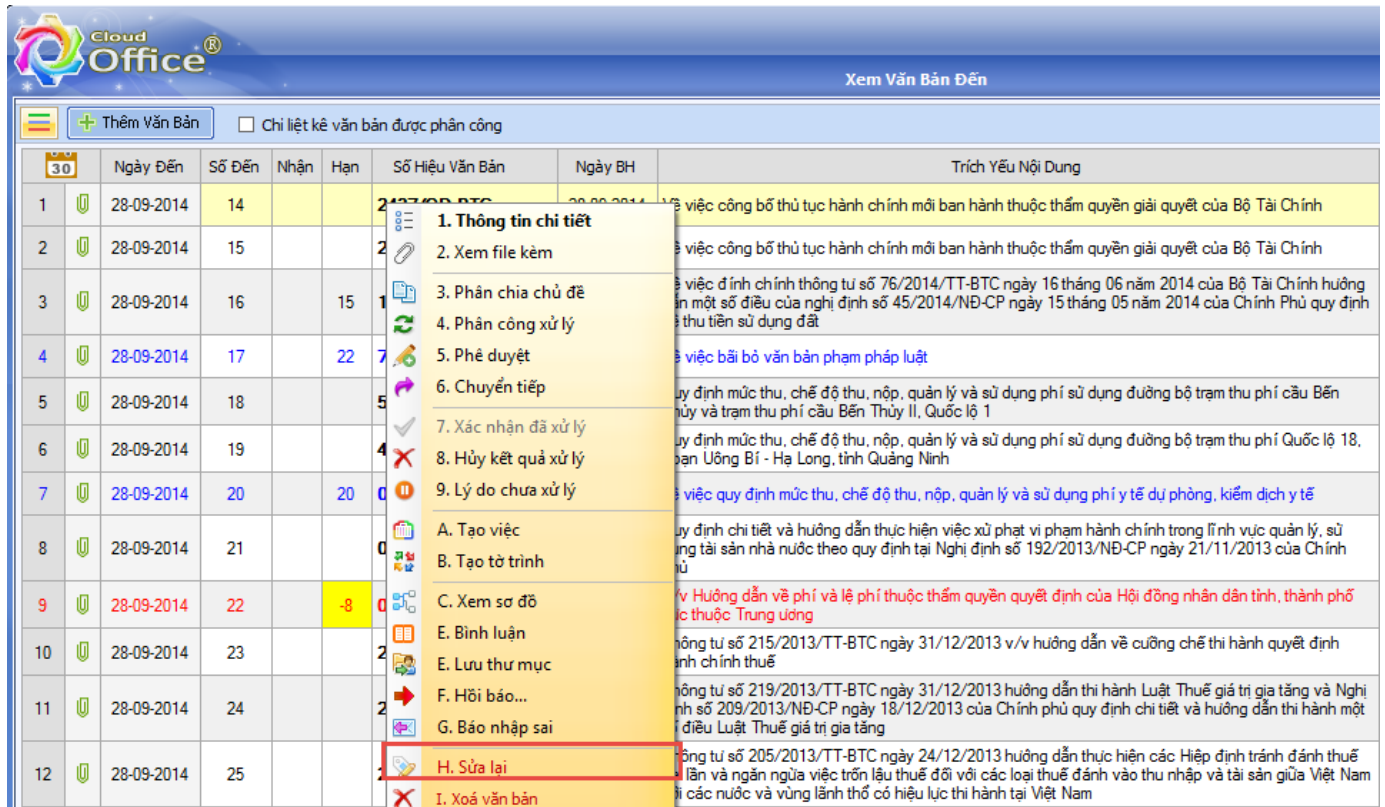 Cloud
Office®
Xem Văn Bản Đến
Thêm Văn Bản
Chỉ liệt kê văn bản được phân công
30 Ngày Đến Số Đến Nhận Hạn Số Hiệu Văn Bản Ngày BH Trích Yếu Nội Dung
1 28-09-2014 14 việc công bố thủ tục hành chính mới ban hành thuộc thẩm quyền giải quyết của Bộ Tài Chính
2 28-09-2014 15 2 việc công bố thủ tục hành chính mới ban hành thuộc thẩm quyền giải quyết của Bộ Tài Chính
3 28-09-2014 16 15 1 việc đính chính thông tư số 76/2014/TT-BTC ngày 16 tháng 06 năm 2014 của Bộ Tài Chính hướng
một số điều của nghị định số 45/2014/NĐ-CP ngày 15 tháng 05 năm 2014 của Chính Phủ quy định
thu tiền sử dụng đất
4 28-09-2014 17 22 7 việc bãi bỏ văn bản phạm pháp luật
5 28-09-2014 18 5 định mức thu, chế độ thu, nộp, quản lý và sử dụng phí sử dụng đường bộ trạm thu phí cầu Bến
và trạm thu phí cầu Bến Thủy II, Quốc lộ 1
6 28-09-2014 19 4 định mức thu, chế độ thu, nộp, quản lý và sử dụng phí sử dụng đường bộ trạm thu phí Quốc lộ 18,
Uông Bí - Hạ Long, tỉnh Quảng Ninh
7 28-09-2014 20 20 0 việc quy định mức thu, chế độ thu, nộp, quản lý và sử dụng phí y tế dự phòng, kiểm dịch y tế
8 28-09-2014 21 0 định chi tiết và hướng dẫn thực hiện việc xử phạt vi phạm hành chính trong lĩnh vực quản lý, sử
tài sản nhà nước theo quy định tại Nghị định số 192/2013/NĐ-CP ngày 21/11/2013 của Chính
9 28-09-2014 22 -8 0 Hướng dẫn về phí và lệ phí thuộc thẩm quyền quyết định của Hội đồng nhân dân tỉnh, thành phố
thuộc Trung ương
10 28-09-2014 23 2 tư số 215/2013/TT-BTC ngày 31/12/2013 v/v hướng dẫn về cưỡng chế thi hành quyết định
chính thuế
11 28-09-2014 24 2 tư số 219/2013/TT-BTC ngày 31/12/2013 hướng dẫn thi hành Luật Thuế giá trị gia tăng và Nghị
số 209/2013/NĐ-CP ngày 18/12/2013 của Chính phủ quy định chi tiết và hướng dẫn thi hành một
điều Luật Thuế giá trị gia tăng
12 28-09-2014 25 tư số 205/2013/TT-BTC ngày 24/12/2013 hướng dẫn thực hiện các Hiệp định tránh đánh thuế
lần và ngăn ngừa việc trốn lậu thuế đối với các loại thuế đánh vào thu nhập và tài sản giữa Việt Nam
các nước và vùng lãnh thổ có hiệu lực thi hành tại Việt Nam
1. Thông tin chi tiết
2. Xem file kèm
3. Phân chia chủ đề
4. Phân công xử lý
5. Phê duyệt
6. Chuyển tiếp
7. Xác nhận đã xử lý
8. Hủy kết quả xử lý
9. Lý do chưa xử lý
A. Tạo việc
B. Tạo tờ trình
C. Xem sơ đồ
E. Bình luận
E. Lưu thư mục
F. Hồi báo...
G. Báo nhập sai
H. Sửa lại
I. Xoá văn bản